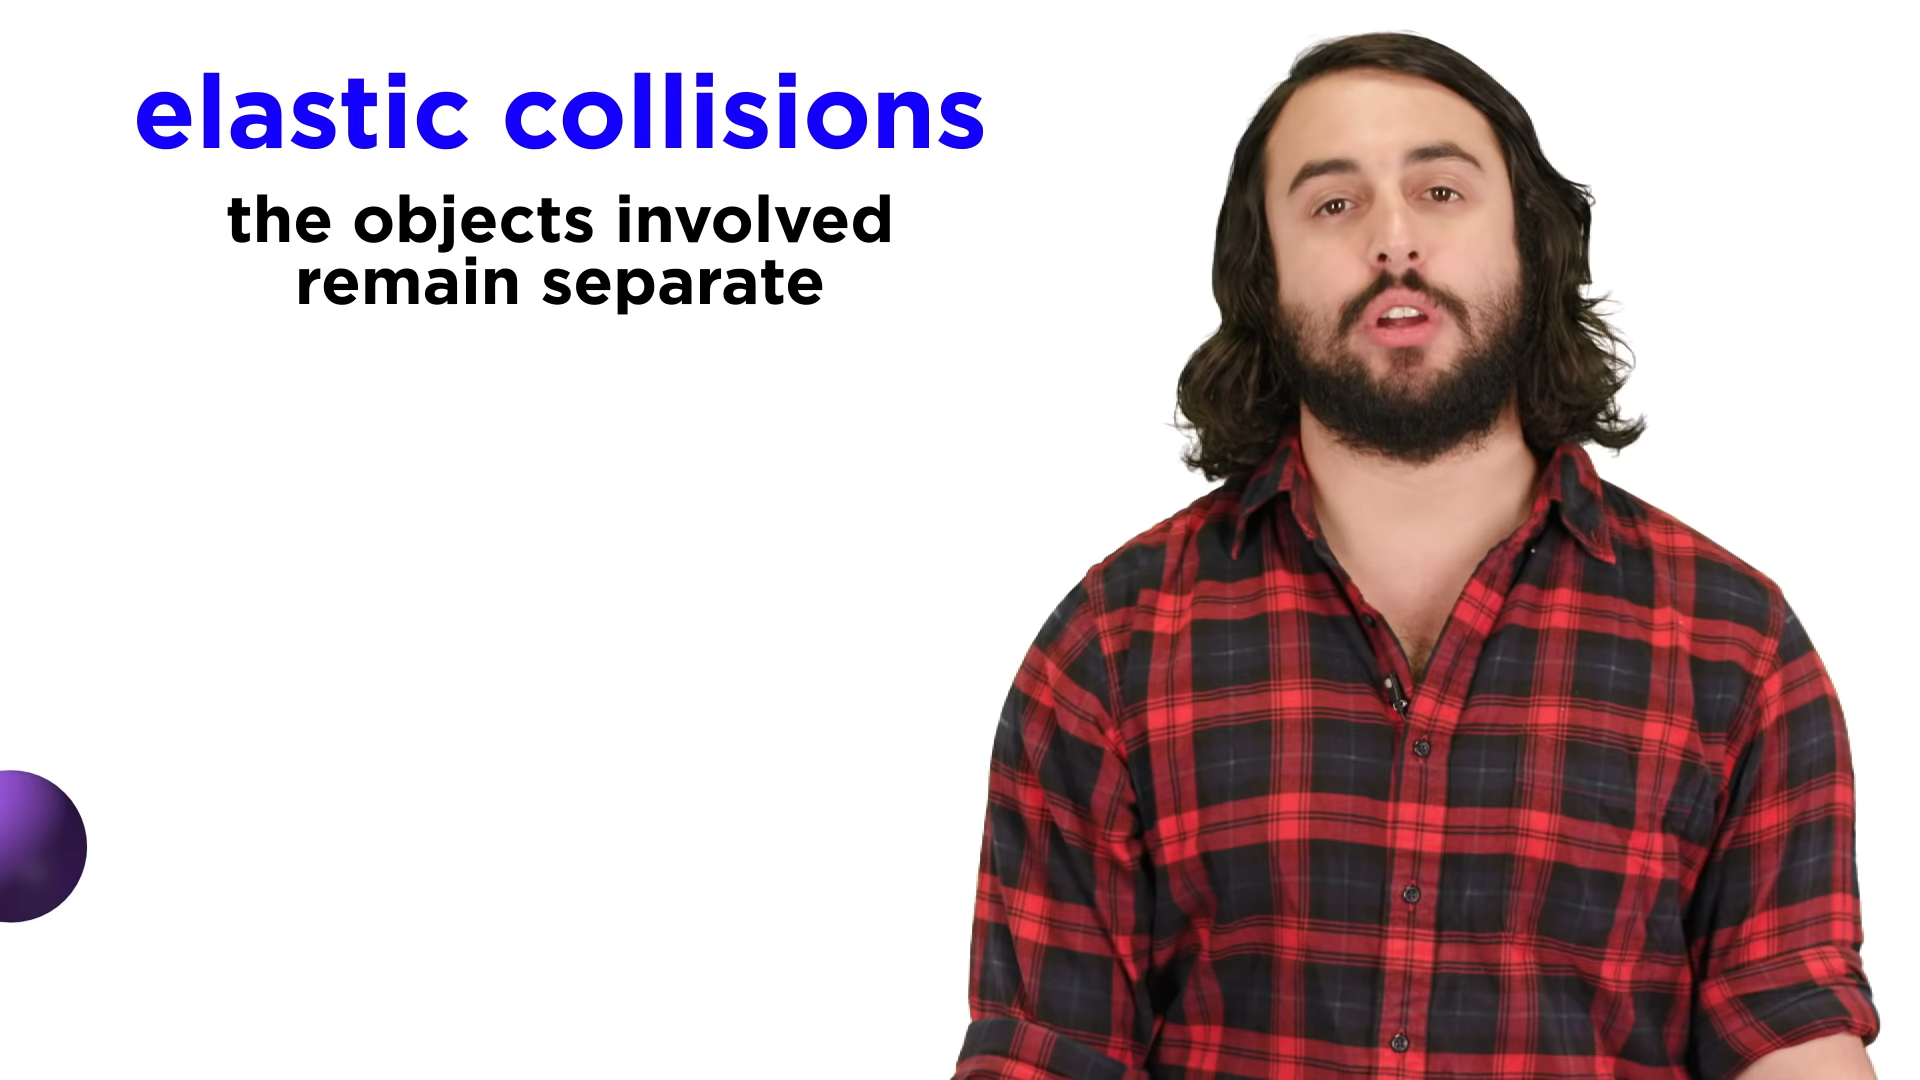 elastic collisions
the objects involved
remain separate